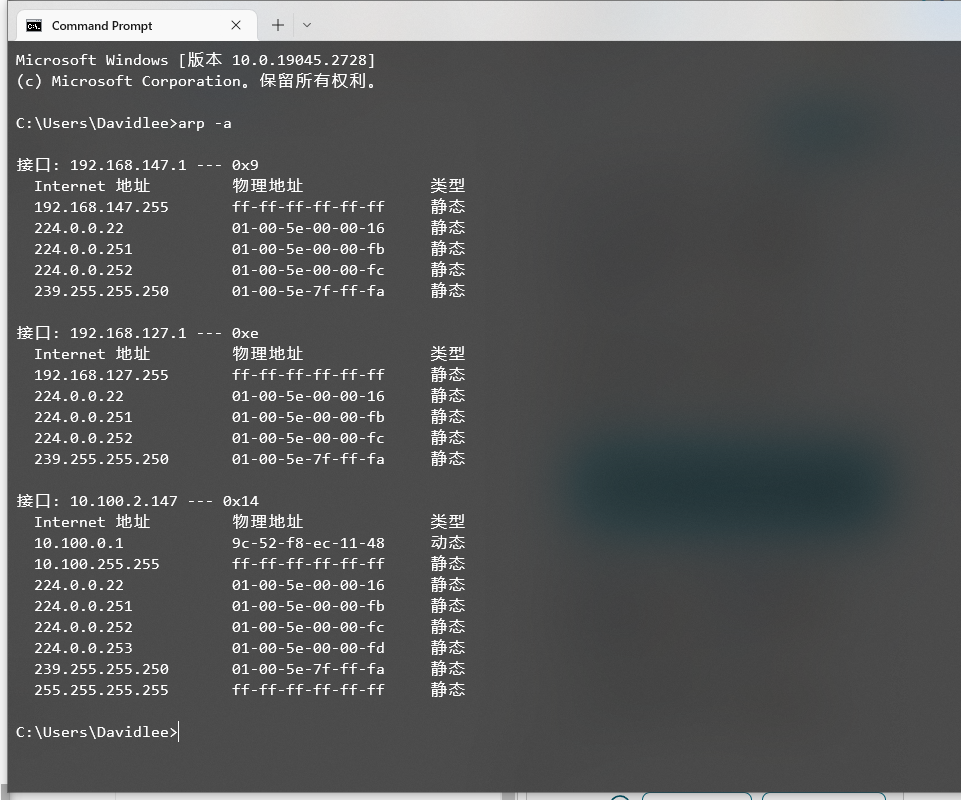 Command Prompt
Microsoft Windows [版本 10.0.19045.2728]
(c) Microsoft Corporation。保留所有权利。
C:\Users\Davidlee>arp -a
接口: 192.168.147.1 --- 0x9
Internet 地址 物理地址 类型
192.168.147.255 ff-ff-ff-ff-ff-ff 静态
224.0.0.22 01-00-5e-00-00-16 静态
224.0.0.251 01-00-5e-00-00-fb 静态
224.0.0.252 01-00-5e-00-00-fc 静态
239.255.255.250 01-00-5e-7f-ff-fa 静态
接口: 192.168.127.1 --- 0xe
Internet 地址 物理地址 类型
192.168.127.255 ff-ff-ff-ff-ff-ff 静态
224.0.0.22 01-00-5e-00-00-16 静态
224.0.0.251 01-00-5e-00-00-fb 静态
224.0.0.252 01-00-5e-00-00-fc 静态
239.255.255.250 01-00-5e-7f-ff-fa 静态
接口: 10.100.2.147 --- 0x14
Internet 地址 物理地址 类型
10.100.0.1 9c-52-f8-ec-11-48 动态
10.100.255.255 ff-ff-ff-ff-ff-ff 静态
224.0.0.22 01-00-5e-00-00-16 静态
224.0.0.251 01-00-5e-00-00-fb 静态
224.0.0.252 01-00-5e-00-00-fc 静态
224.0.0.253 01-00-5e-00-00-fd 静态
239.255.255.250 01-00-5e-7f-ff-fa 静态
255.255.255.255 ff-ff-ff-ff-ff-ff 静态
C:\Users\Davidlee>